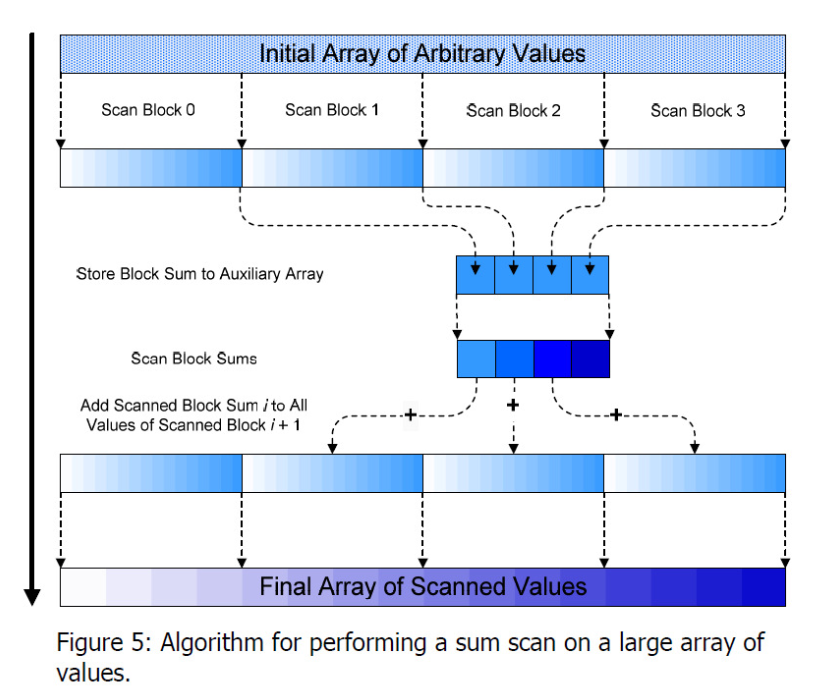 Initial Array of Arbitrary Values
Scan Block 0
Scan Block 1
Scan Block 2
Scan Block 3
Store Block Sum to Auxiliary Array
Scan Block Sums
Add Scanned Block Sum i to All
Values of Scanned Block i + 1
+
+
+
Final Array of Scanned Values
Figure 5: Algorithm for performing a sum scan on a large array of
values.